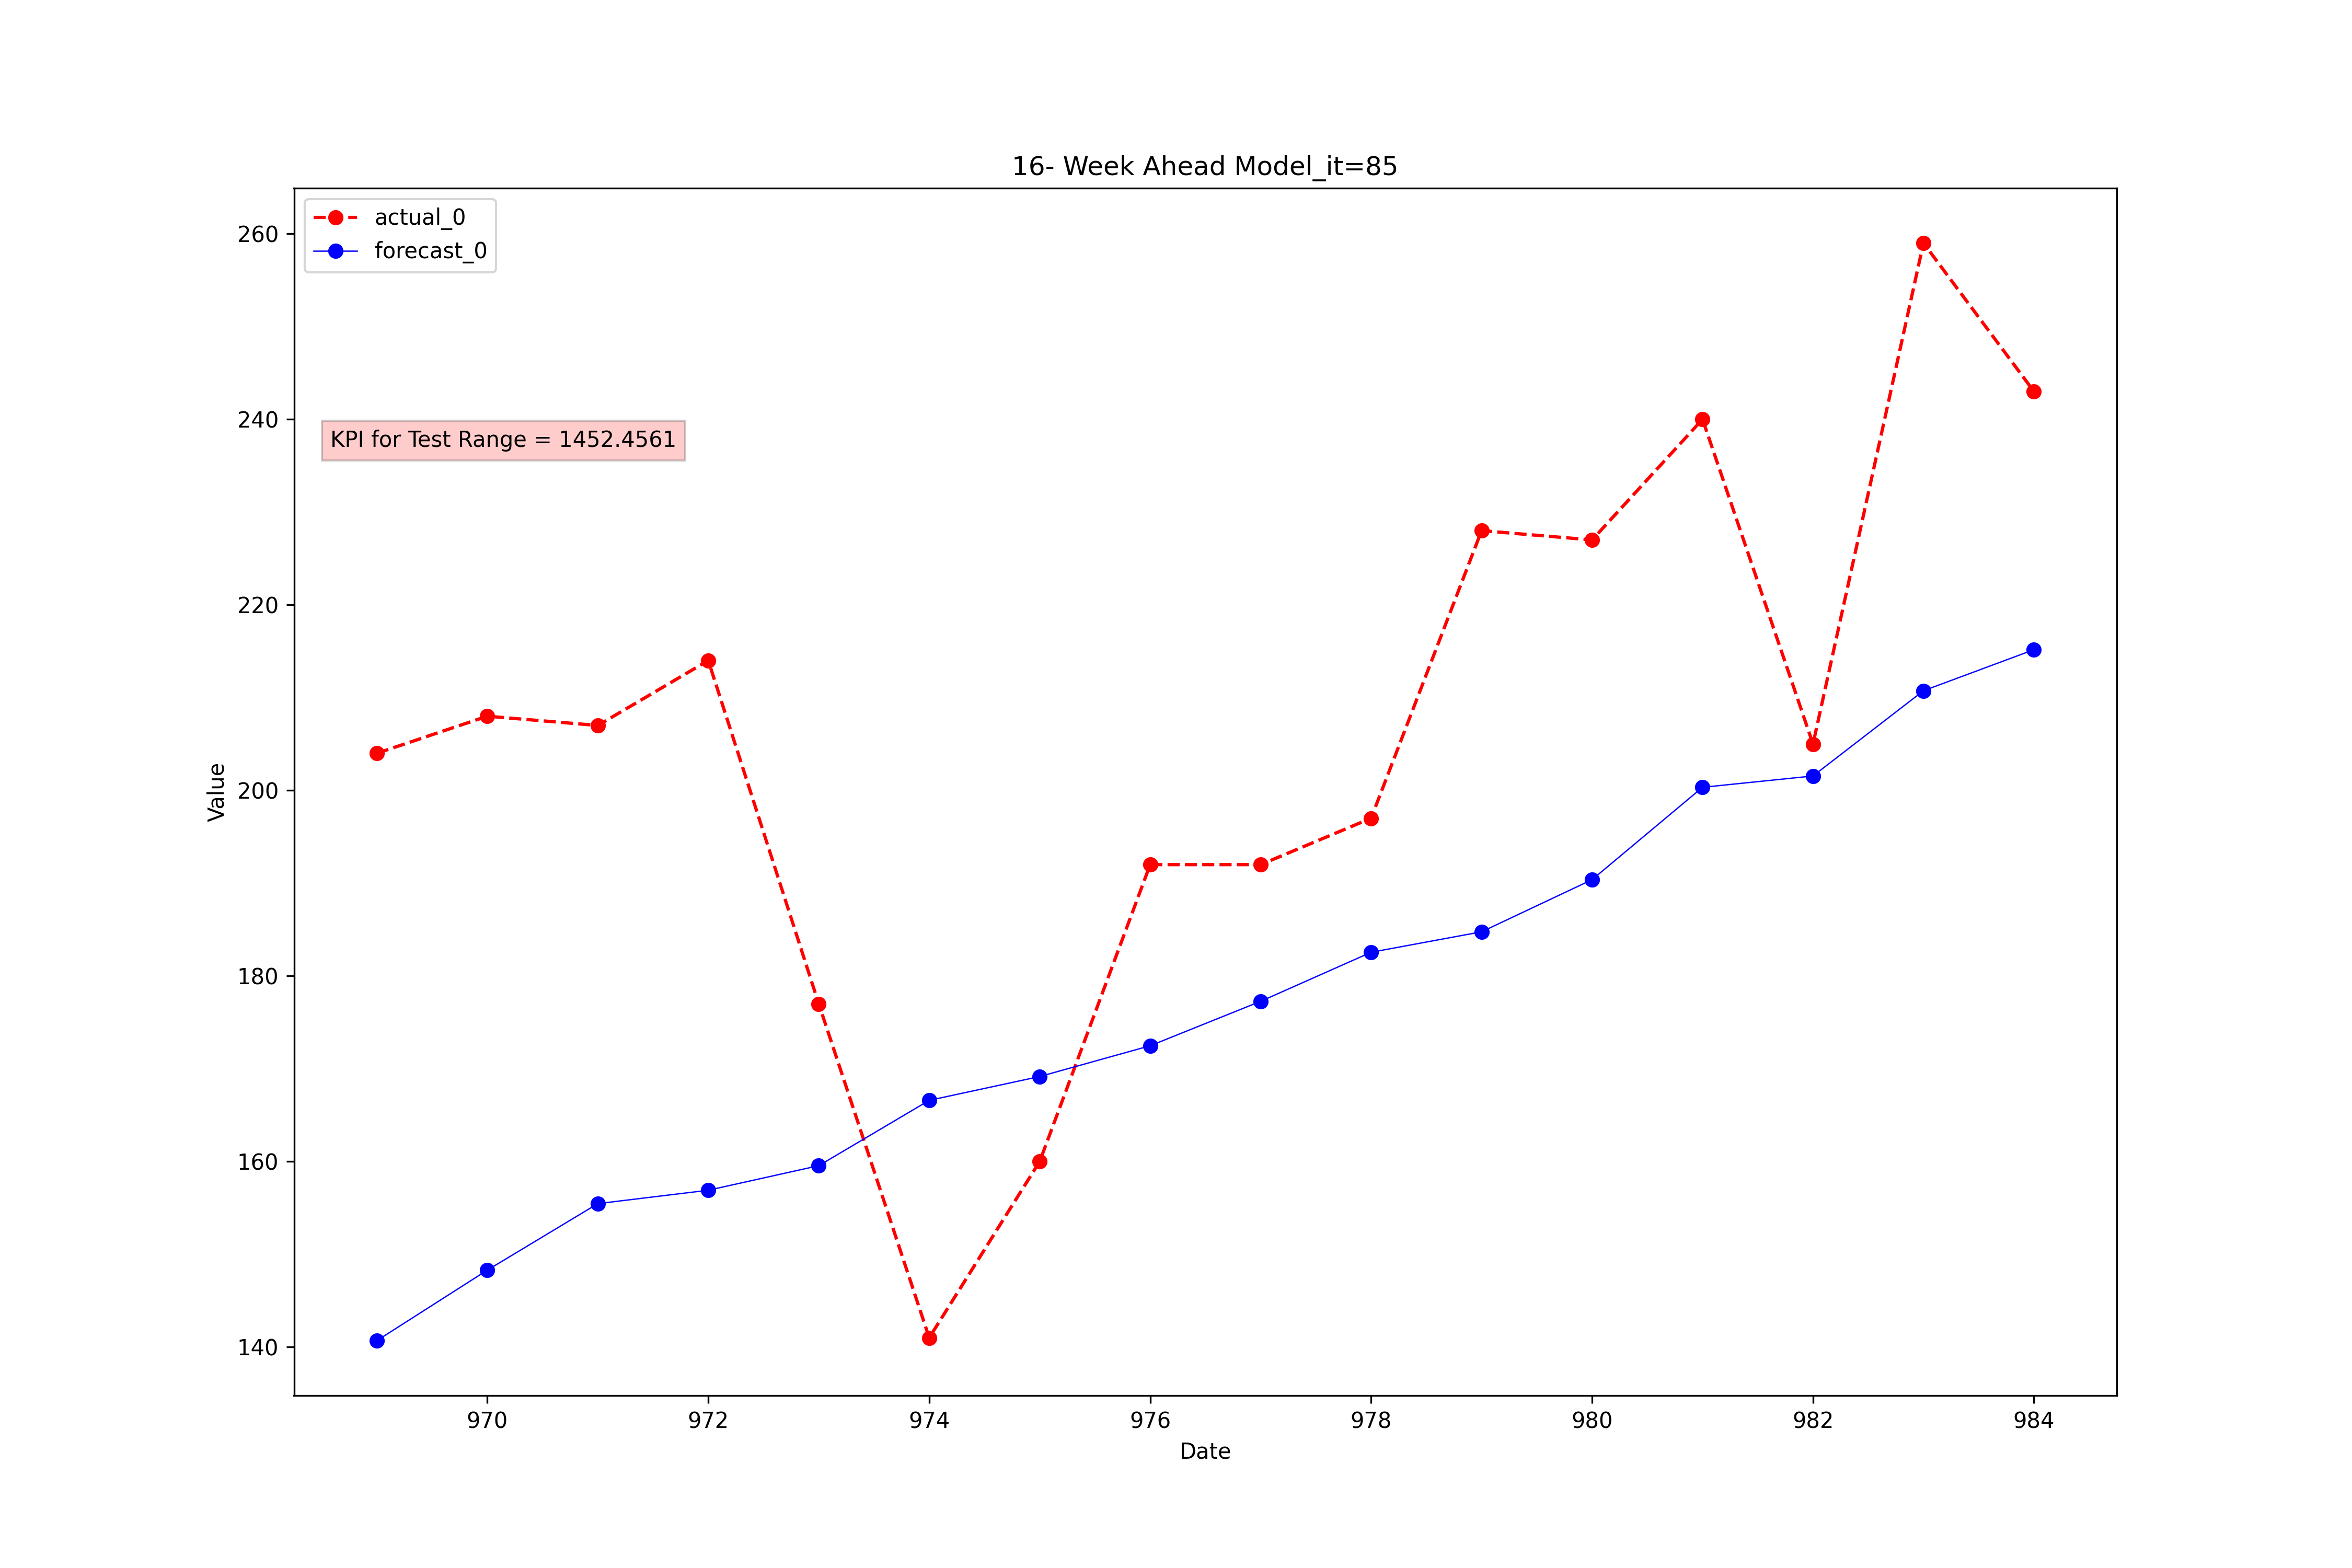 16- Week Ahead Model_it=85
actual_0
forecast_0
KPI for Test Range = 1452.4561
Value
260
240
220
200
180
160
140
970 972 974 976 978 980 982 984
Date